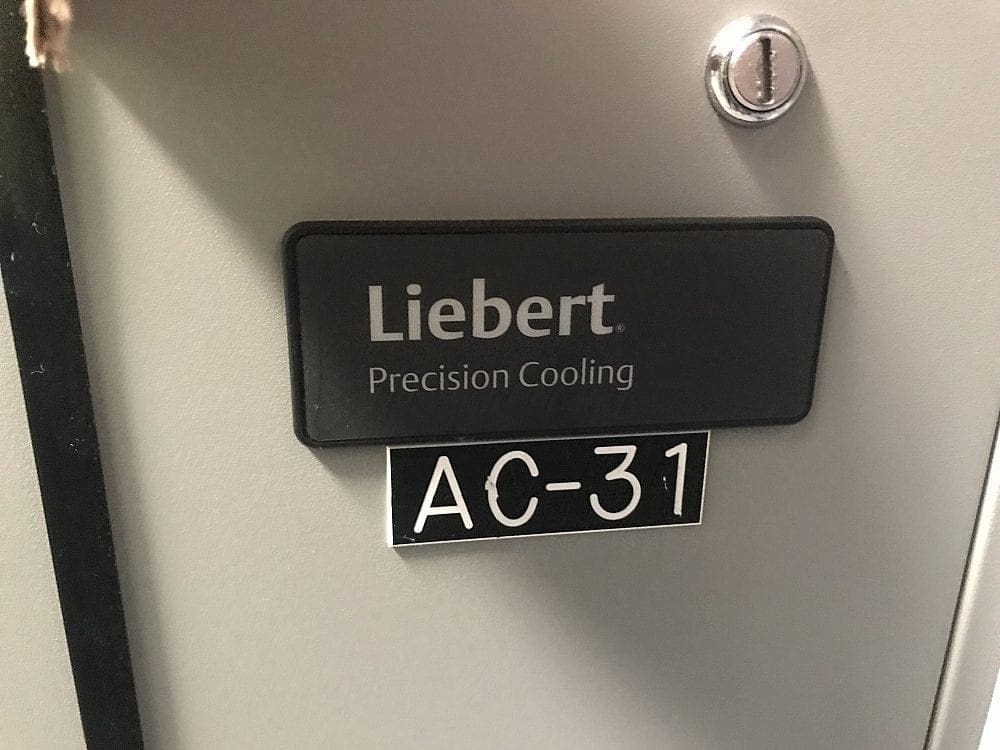 Liebert®
Precision Cooling
AC-31